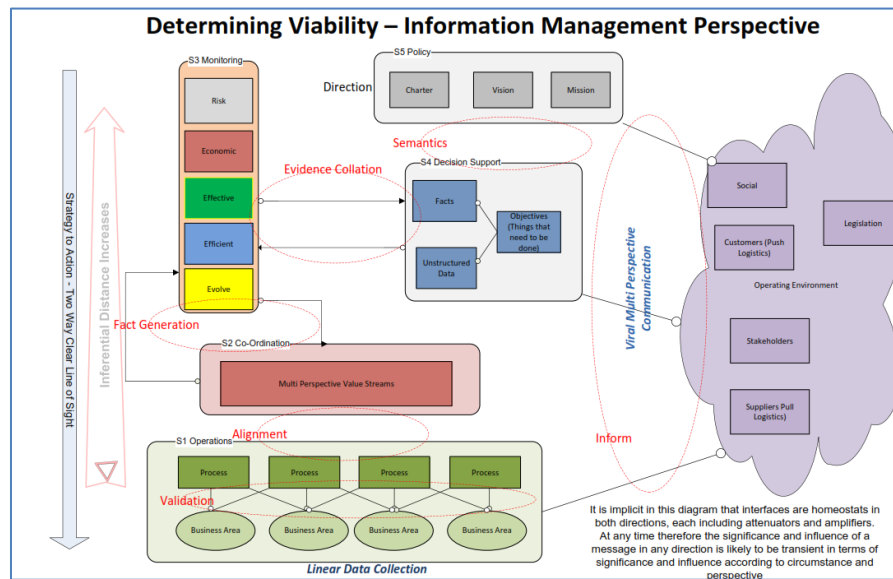 Determining Viability – Information Management Perspective
S3 Monitoring
Risk
Economic
Effective
Efficient
Evolve
S5 Policy
Direction
Charter
Vision
Mission
Semantics
Evidence Collation
S4 Decision Support
Facts
Unstructured
Data
Objectives
(Things that
need to be
done)
Strategy to Action - Two Way Clear Line of
Sight
Inferential Distance Increases
Fact Generation
S2 Co-Ordination
Multi Perspective Value Streams
Alignment
S1 Operations
Process
Process
Process
Process
Validation
Business Area
Business Area
Business Area
Business Area
Linear Data Collection
Viral Multi Perspective
Communication
Inform
Social
Legislation
Customers (Push
Logistics)
Operating Environment
Stakeholders
Suppliers Pull
Logistics)
It is implicit in this diagram that interfaces are homeostats in
both directions, each including attenuators and amplifiers.
At any time therefore the significance and influence of a
message in any direction is likely to be transient in terms of
significance and influence according to circumstance and
perspective